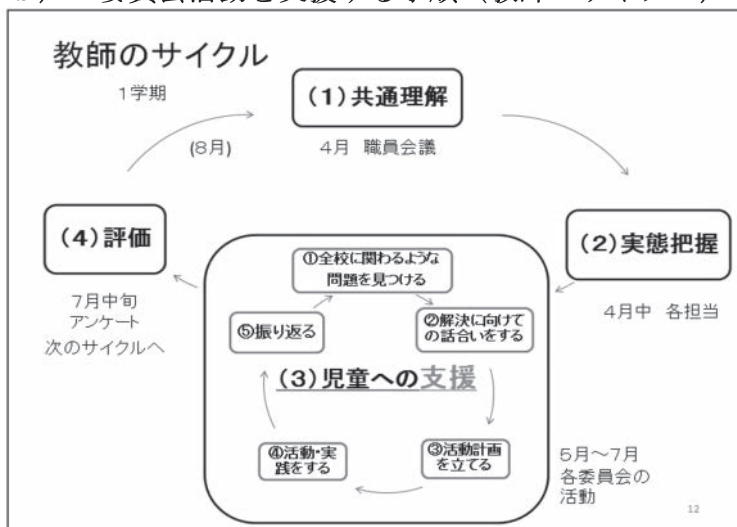 教師のサイクル
1学期
(1)共通理解
(8月)
4月 職員会議
(4)評価
(2)実態把握
7月中旬
アンケート
次のサイクルへ
4月中 各担当
①全校に関わるような
問題を見つける
⑤振り返る
②解決に向けて
の話合いをする
(3)児童への支援
④活動・実
践をする
③活動計画
を立てる
5月～7月
各委員会の
活動
12